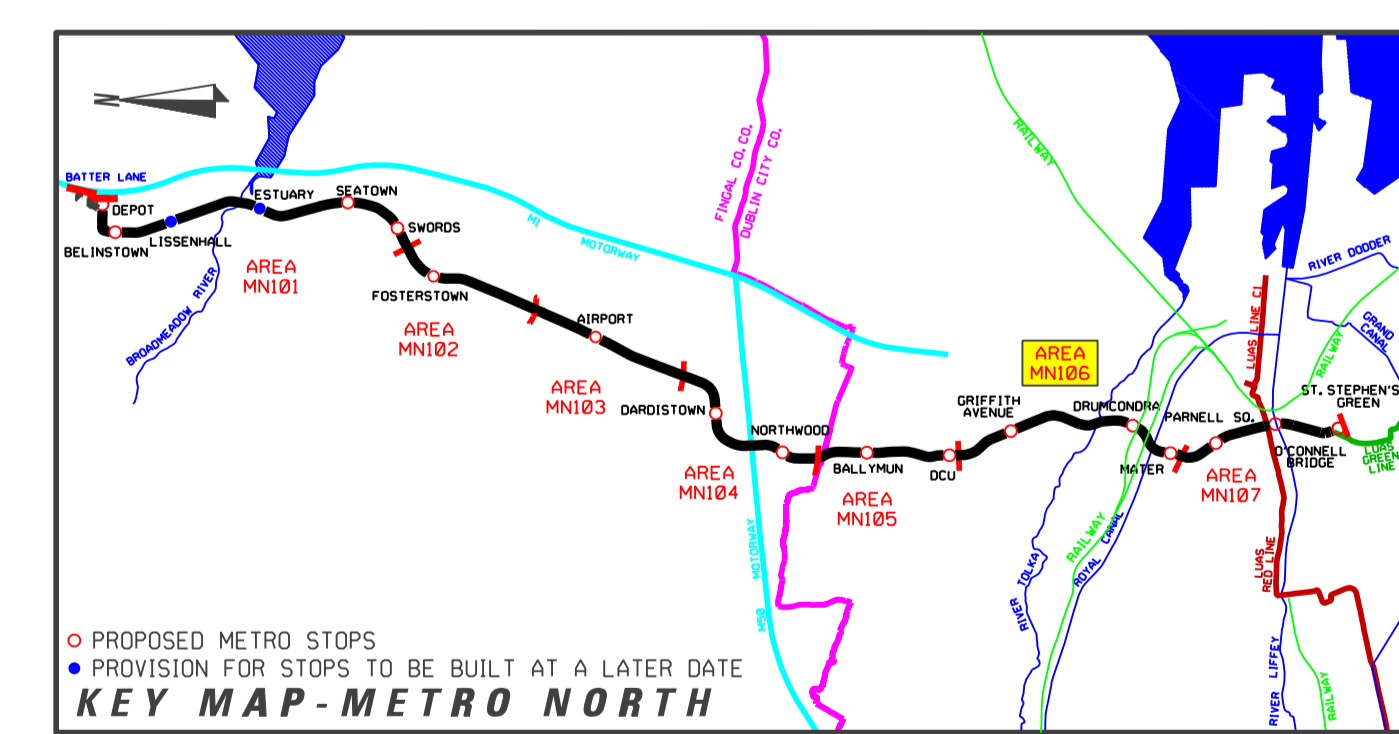 BATTER LANE
DEPOT
BELINSTOWN
LISSENHALL
ESTUARY
SEATOWN
SWORDS
BROADMEADOW RIVER
AREA
MN101
FOSTERSTOWN
AREA
MN102
M1
MOTORWAY
AIRPORT
AREA
MN103
DARDISTOWN
FINGAL CO. CO.
DUBLIN CITY CO.
NORTHWOOD
AREA
MN104
MOTORWAY
M50
BALLYMUN
AREA
MN105
DCU
GRIFFITH
AVENUE
AREA
MN106
DRUMCONDRA
MATER
RAILWAY
RIVER TOLKA
RAILWAY
ROYAL CANAL
PARNELL SQ.
AREA
MN107
LUAS LINE C1
O'CONNELL
BRIDGE
ST. STEPHEN'S
GREEN
LUAS
GREEN
LINE
RIVER DODDER
GRAND
CANAL
RAILWAY
LUAS
RED LINE
RIVER LIFFEY
RAILWAY
PROPOSED METRO STOPS
PROVISION FOR STOPS TO BE BUILT AT A LATER DATE
KEY MAP-METRO NORTH